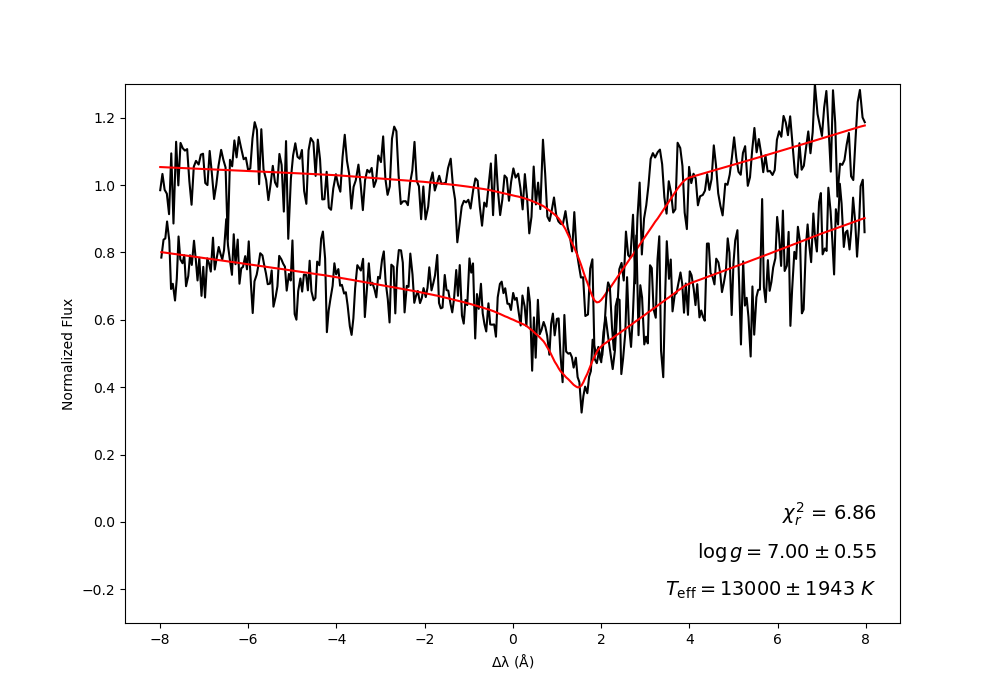 1.2
1.0
0.8
0.6
0.4
0.2
0.0
−0.2
Normalized Flux
χ²ᵣ = 6.86
log g = 7.00 ± 0.55
T_eff = 13000 ± 1943 K
−8 −6 −4 −2 0 2 4 6 8
Δλ (Å)